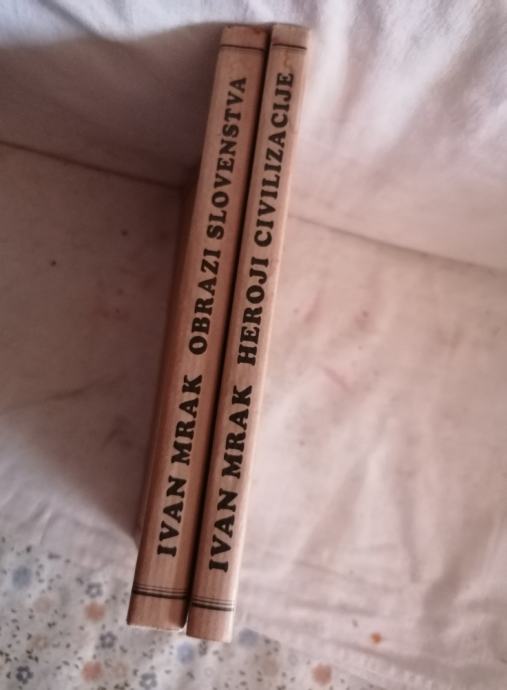 IVAN MRAK OBRAZI SLOVENSTVA
IVAN MRAK HEROJI CIVILIZACIJE